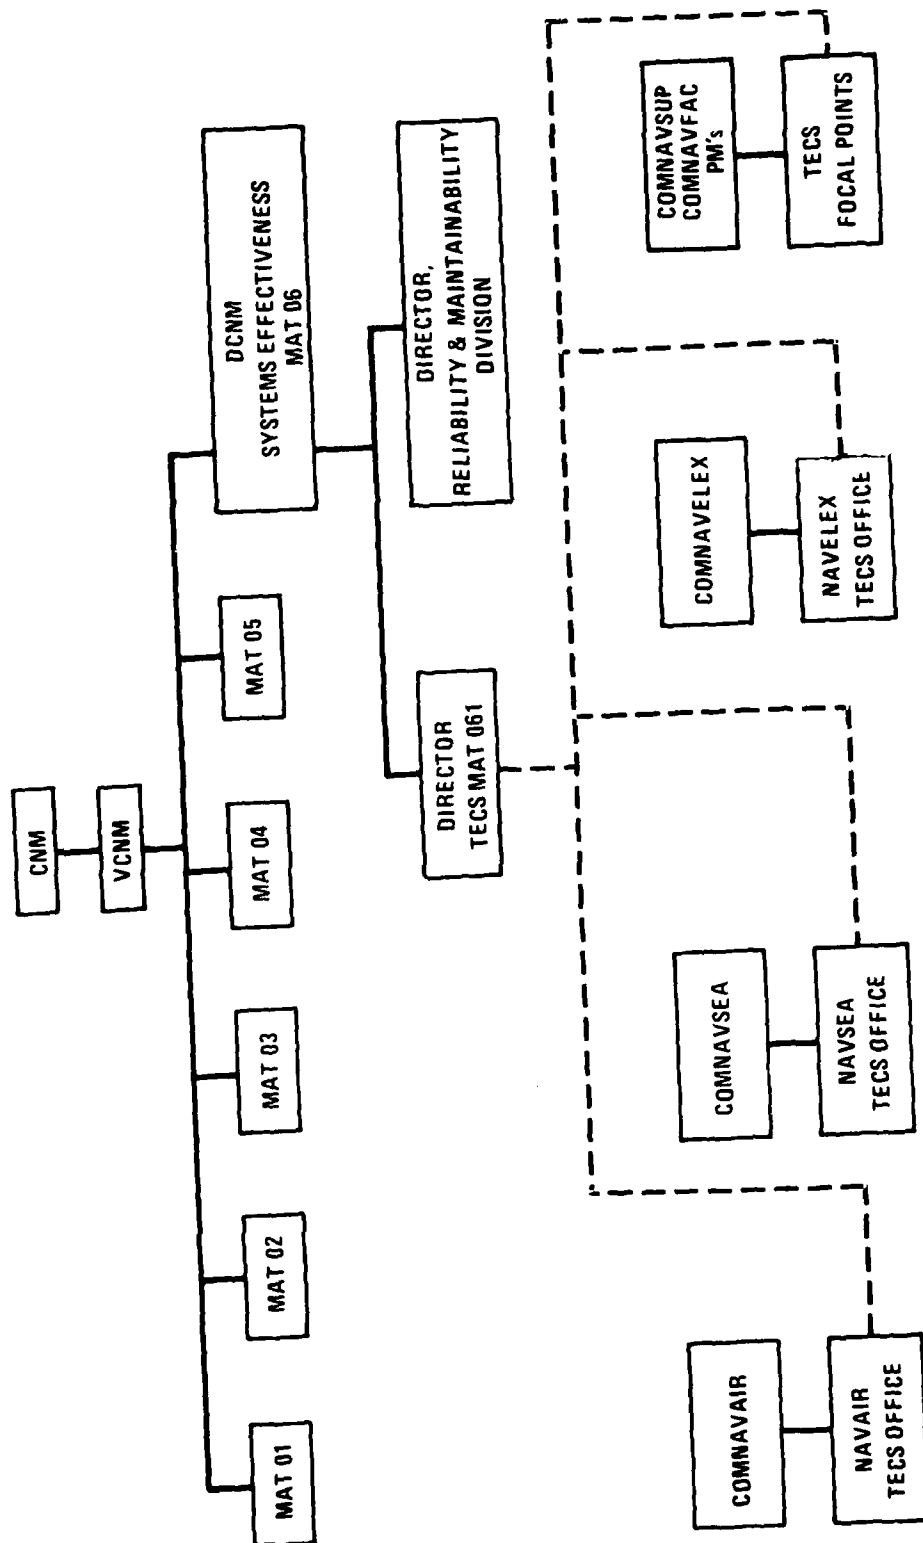 CNM
VCNM
MAT 01
MAT 02
MAT 03
MAT 04
MAT 05
DCNM
SYSTEMS EFFECTIVENESS
MAT 06
DIRECTOR
TECS MAT 061
DIRECTOR,
RELIABILITY & MAINTAINABILITY
DIVISION
COMNAVAIR
NAVAIR
TECS OFFICE
COMNAVSEA
NAVSEA
TECS OFFICE
COMNAVELEX
NAVELEX
TECS OFFICE
COMNAVSUP
COMNAVFAC
PM's
TECS
FOCAL POINTS